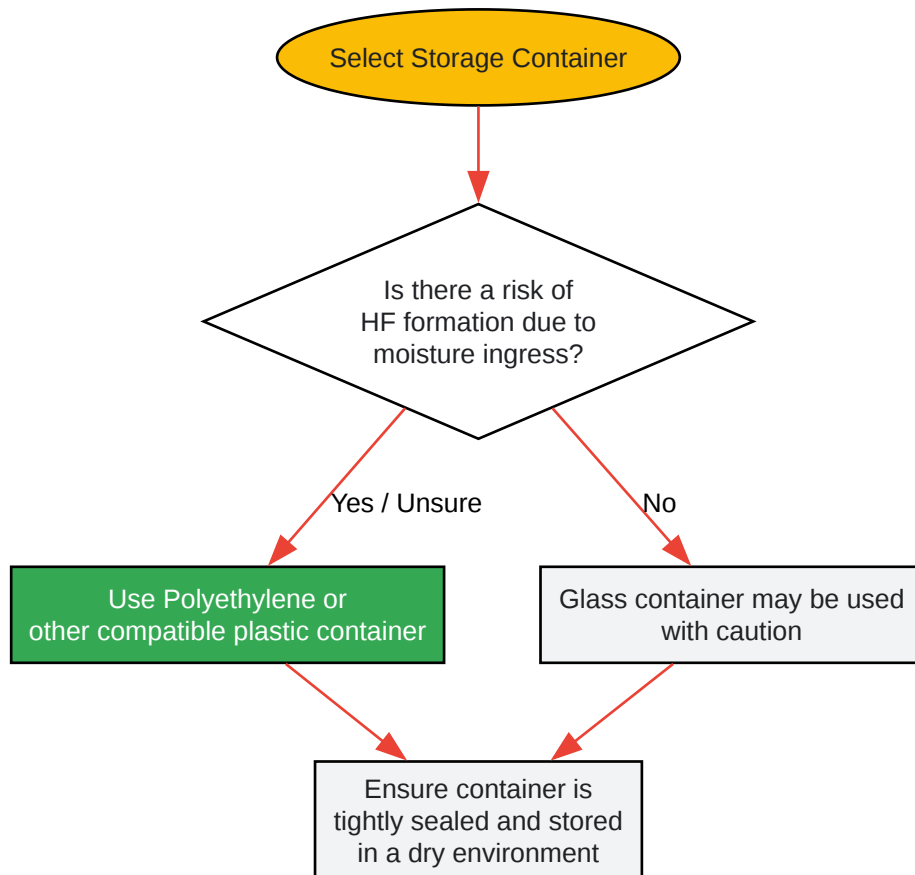 Select Storage Container
Is there a risk of
HF formation due to
moisture ingress?
Yes / Unsure
No
Use Polyethylene or
other compatible plastic container
Glass container may be used
with caution
Ensure container is
tightly sealed and stored
in a dry environment